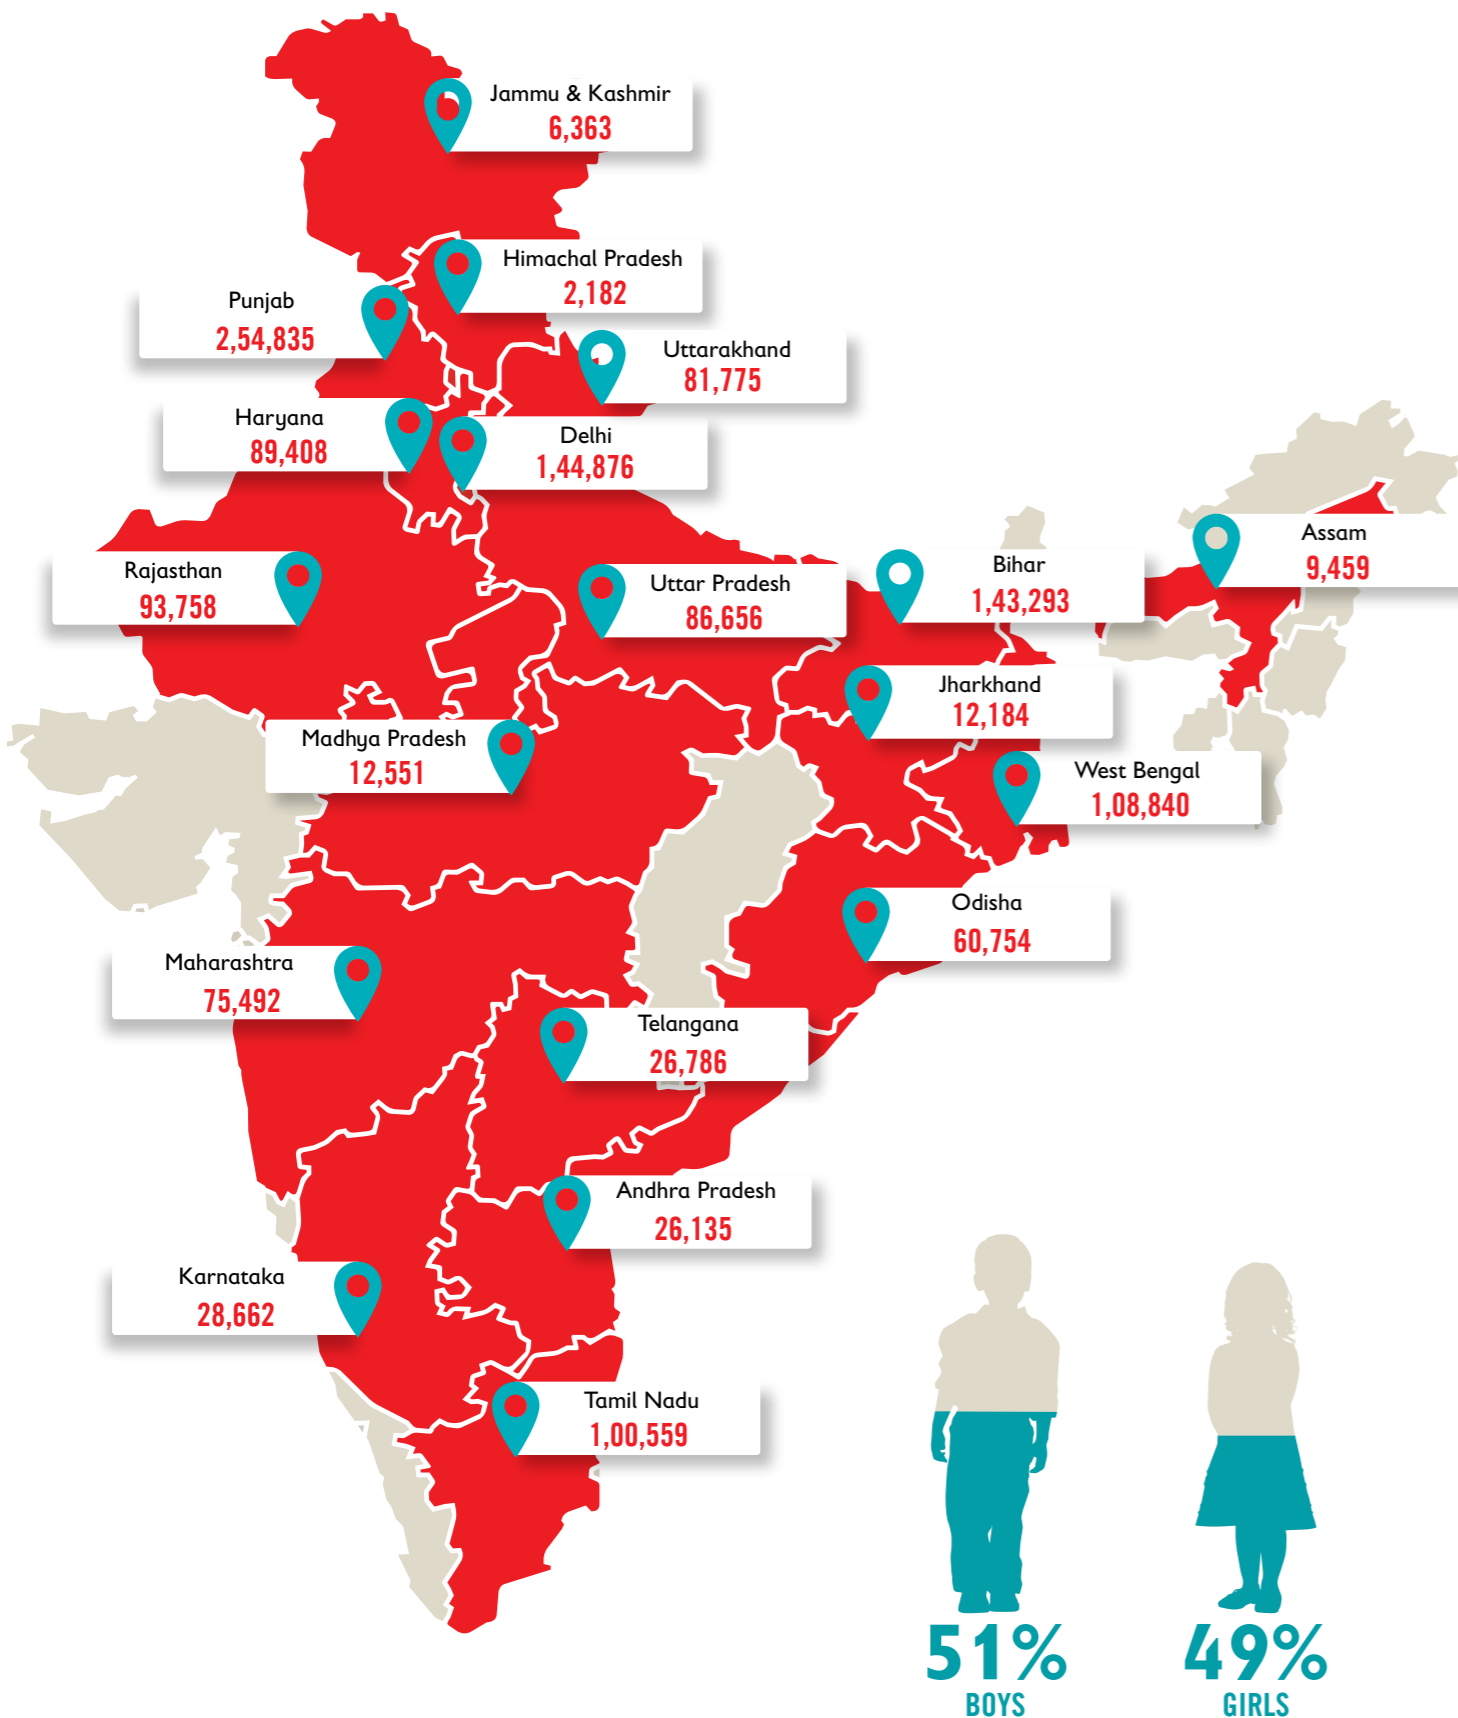 Jammu & Kashmir
6,363
Himachal Pradesh
2,182
Punjab
2,54,835
Uttarakhand
81,775
Haryana
89,408
Delhi
1,44,876
Assam
9,459
Rajasthan
93,758
Uttar Pradesh
86,656
Bihar
1,43,293
Jharkhand
12,184
Madhya Pradesh
12,551
West Bengal
1,08,840
Odisha
60,754
Maharashtra
75,492
Telangana
26,786
Andhra Pradesh
26,135
Karnataka
28,662
Tamil Nadu
1,00,559
51%
BOYS
49%
GIRLS